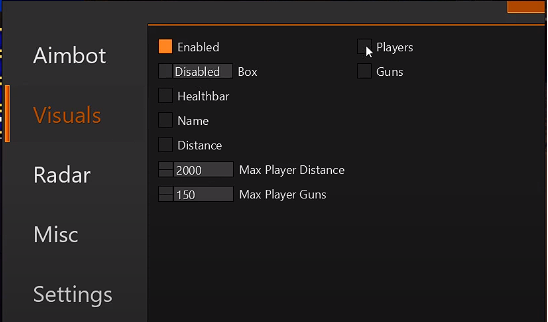 Aimbot
Visuals
Radar
Misc
Settings
Enabled
Disabled Box
Healthbar
Name
Distance
2000 Max Player Distance
150 Max Player Guns
Players
Guns